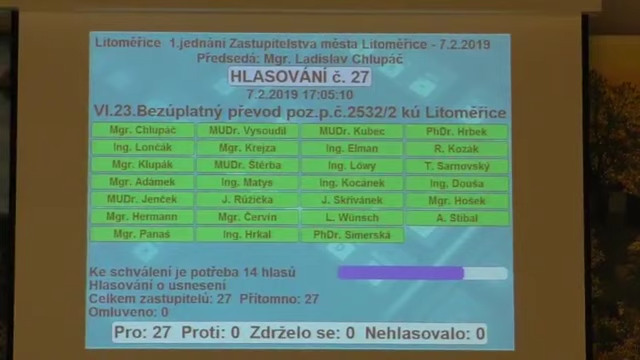 Litoměřice 1.jednání Zastupitelstva města Litoměřice - 7.2.2019
Předsedá: Mgr. Ladislav Chlupáč
HLASOVÁNÍ č. 27
7.2.2019 17:05:10
VI.23.Bezúplatný převod poz.p.č.2532/2 kú Litoměřice
Mgr. Chlupáč MUDr. Vysoudil MUDr. Kubec PhDr. Hrbek
Ing. Lončák Mgr. Krejza Ing. Elman R. Kozák
Mgr. Klupák MUDr. Štěrba Ing. Löwy T. Sarnovský
Mgr. Adámek Ing. Matys Ing. Kocánek Ing. Douša
MUDr. Jenček J. Růžička J. Skřivánek Mgr. Hošek
Mgr. Hermann Mgr. Červín L. Wünsch A. Štíbal
Mgr. Panaš Ing. Hrkal PhDr. Simerská
Ke schválení je potřeba 14 hlasů
Hlasování o usnesení
Celkem zastupitelů: 27 Přítomno: 27
Omluveno: 0
Pro: 27 Proti: 0 Zdrželo se: 0 Nehlasovalo: 0